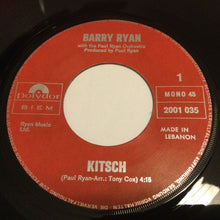 BARRY RYAN
with the Paul Ryan Orchestra
Produced by Paul Ryan
Polydor
B.I.E.M
Ryan Music
Ltd.
1
MONO 45
2001 035
MADE IN
LEBANON
KITSCH
(Paul Ryan-Arr.: Tony Cox) 4:15